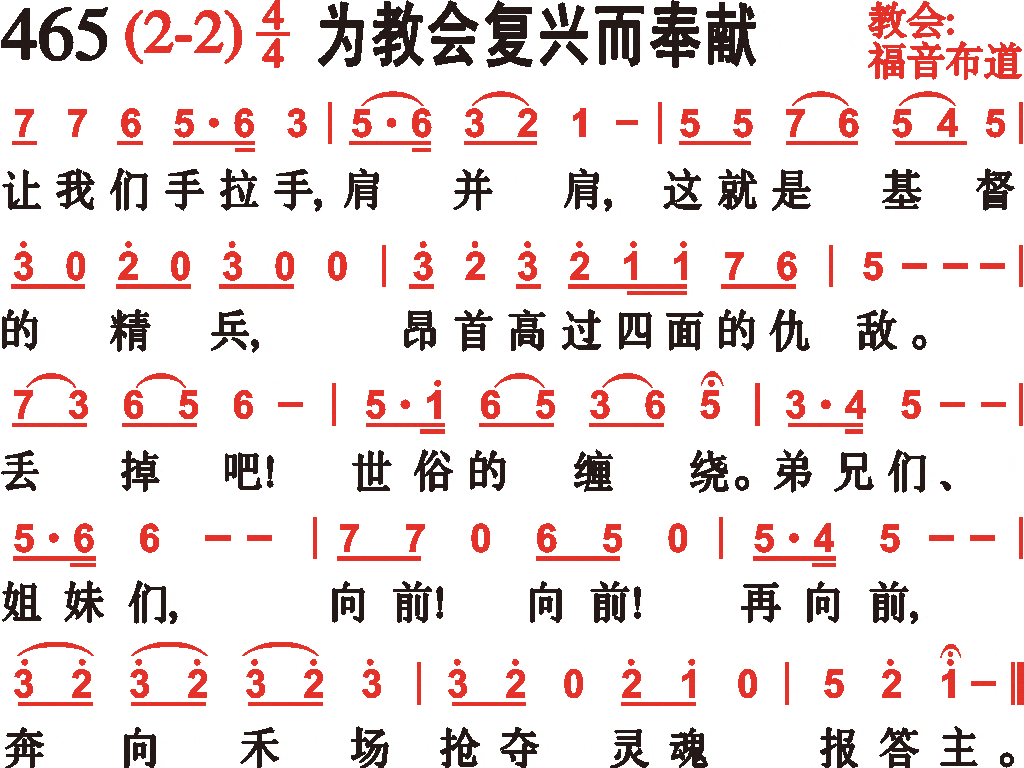 465 (2-2) 4/4 为教会复兴而奉献 教会:
福音布道
7 7 6 5·6 3 | 5·6 3 2 1 – | 5 5 7 6 5 4 5 |
让我们手拉手,肩并肩,这就是基督
3̇ 0 2̇ 0 3̇ 0 0 | 3̇ 2̇ 3̇ 2̇ 1̇ 1̇ 7 6 | 5 – – – |
的精兵,昂首高过四面的仇敌。
7 3 6 5 6 – | 5·1̇ 6 5 3 6 5̇ | 3·4 5 – – |
丢掉吧!世俗的缠绕。弟兄们、
5·6 6 – – | 7 7 0 6 5 0 | 5·4 5 – – |
姐妹们,向前!向前!再向前,
3̇ 2̇ 3̇ 2̇ 3̇ 2̇ 3̇ | 3̇ 2̇ 0 2̇ 1̇ 0 | 5 2̇ 1̇ – ‖
奔向禾场抢夺灵魂报答主。